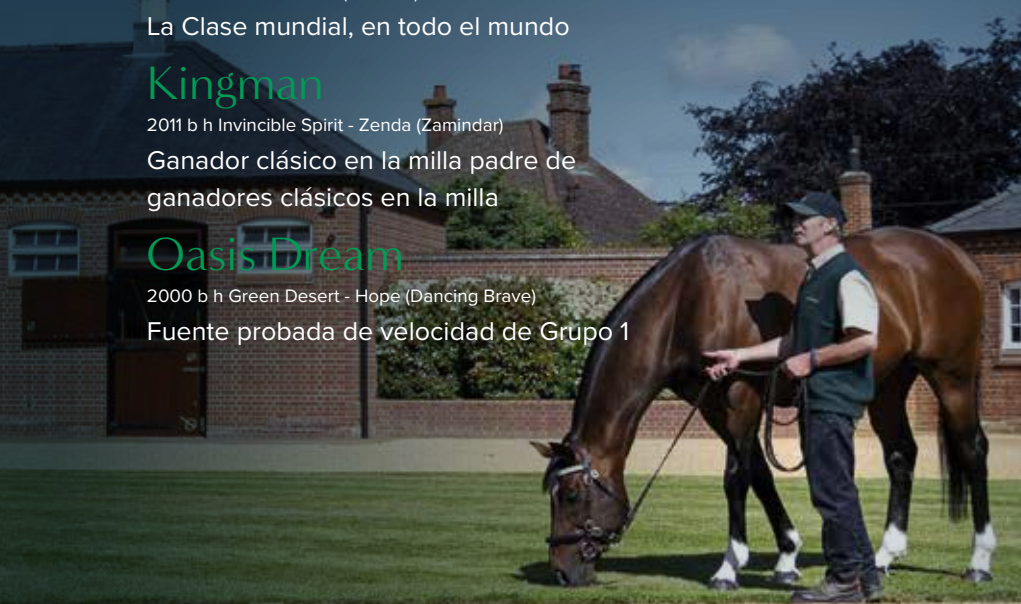 La Clase mundial, en todo el mundo
Kingman
2011 b h Invincible Spirit - Zenda (Zamindar)
Ganador clásico en la milla padre de
ganadores clásicos en la milla
Oasis Dream
2000 b h Green Desert - Hope (Dancing Brave)
Fuente probada de velocidad de Grupo 1